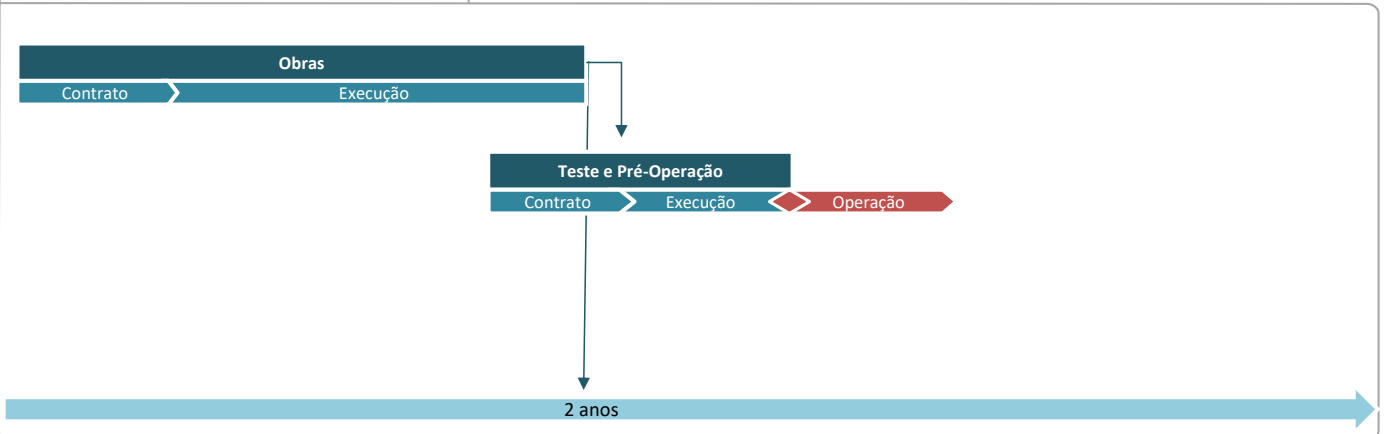 Obras
Contrato
Execução
Teste e Pré-Operação
Contrato
Execução
Operação
2 anos